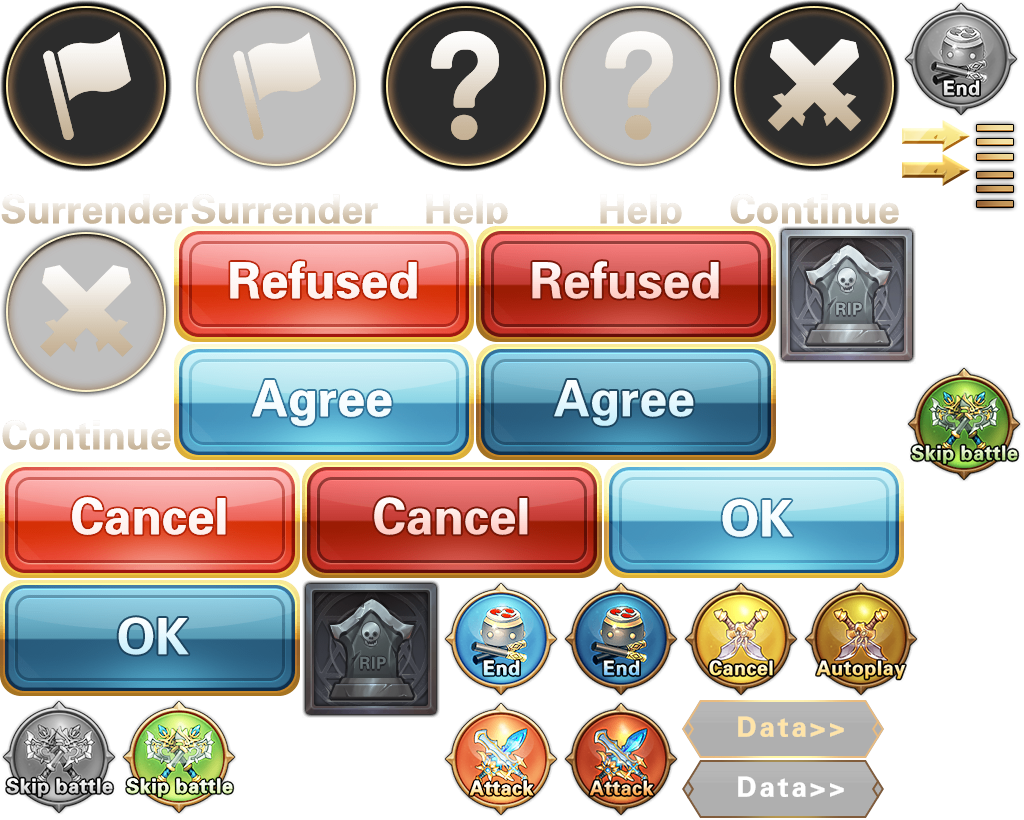 End
Surrender
Surrender
Help
Help
Continue
Refused
Refused
RIP
Agree
Agree
Continue
Skip battle
Cancel
Cancel
OK
OK
RIP
End
End
Cancel
Autoplay
Skip battle
Skip battle
Attack
Attack
Data>>
Data>>